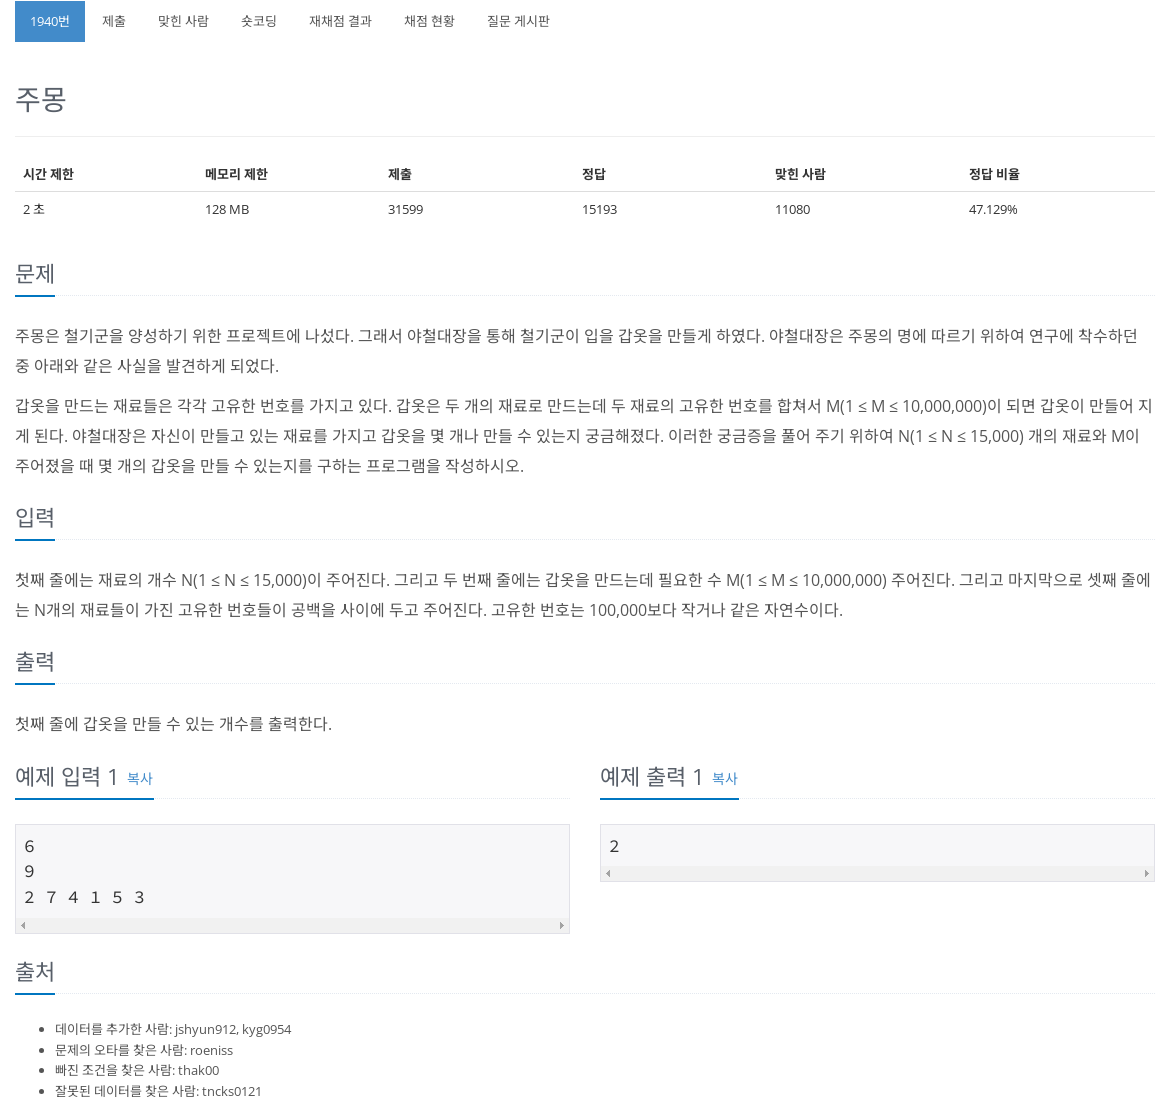 1940번 제출 맞힌 사람 숏코딩 재채점 결과 채점 현황 질문 게시판
주몽
시간 제한 메모리 제한 제출 정답 맞힌 사람 정답 비율
2 초 128 MB 31599 15193 11080 47.129%
문제
주몽은 철기군을 양성하기 위한 프로젝트에 나섰다. 그래서 야철대장을 통해 철기군이 입을 갑옷을 만들게 하였다. 야철대장은 주몽의 명에 따르기 위하여 연구에 착수하던
중 아래와 같은 사실을 발견하게 되었다.
갑옷을 만드는 재료들은 각각 고유한 번호를 가지고 있다. 갑옷은 두 개의 재료로 만드는데 두 재료의 고유한 번호를 합쳐서 M(1 ≤ M ≤ 10,000,000)이 되면 갑옷이 만들어 지
게 된다. 야철대장은 자신이 만들고 있는 재료를 가지고 갑옷을 몇 개나 만들 수 있는지 궁금해졌다. 이러한 궁금증을 풀어 주기 위하여 N(1 ≤ N ≤ 15,000) 개의 재료와 M이
주어졌을 때 몇 개의 갑옷을 만들 수 있는지를 구하는 프로그램을 작성하시오.
입력
첫째 줄에는 재료의 개수 N(1 ≤ N ≤ 15,000)이 주어진다. 그리고 두 번째 줄에는 갑옷을 만드는데 필요한 수 M(1 ≤ M ≤ 10,000,000) 주어진다. 그리고 마지막으로 셋째 줄에
는 N개의 재료들이 가진 고유한 번호들이 공백을 사이에 두고 주어진다. 고유한 번호는 100,000보다 작거나 같은 자연수이다.
출력
첫째 줄에 갑옷을 만들 수 있는 개수를 출력한다.
예제 입력 1 복사
6
9
2 7 4 1 5 3
예제 출력 1 복사
2
출처
데이터를 추가한 사람: jshyun912, kyg0954
문제의 오타를 찾은 사람: roeniss
빠진 조건을 찾은 사람: thak00
잘못된 데이터를 찾은 사람: tncks0121